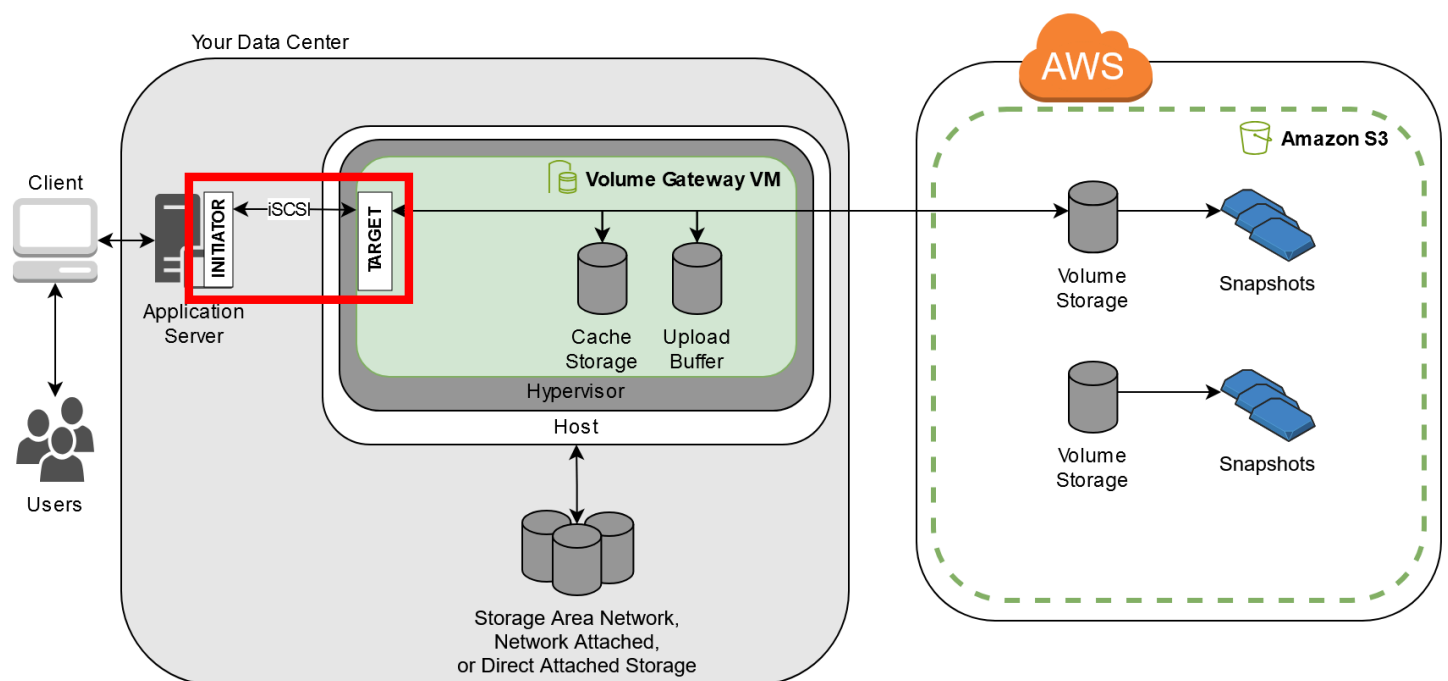 Your Data Center
AWS
Amazon S3
Client
INITIATOR
iSCSI
TARGET
Volume Gateway VM
Application
Server
Cache
Storage
Upload
Buffer
Hypervisor
Host
Users
Storage Area Network,
Network Attached,
or Direct Attached Storage
Volume
Storage
Snapshots
Volume
Storage
Snapshots